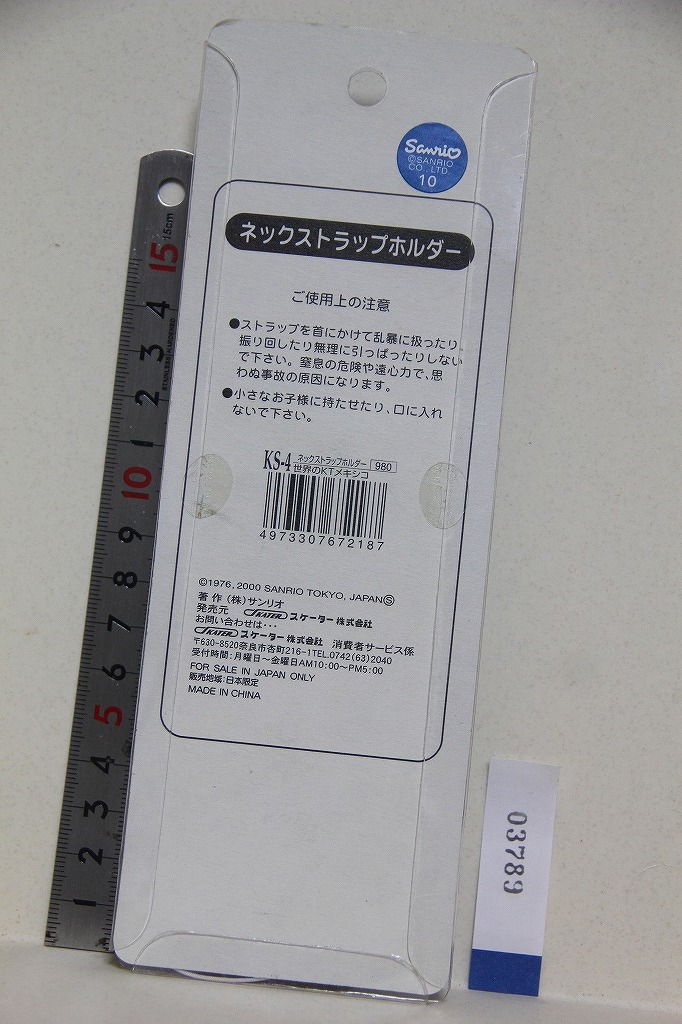 Sanrio
©SANRIO
CO., LTD.
10
ネックストラップホルダー
ご使用上の注意
●ストラップを首にかけて乱暴に扱ったり、
振り回したり無理に引っぱったりしない
で下さい。窒息の危険や遠心力で、思
わぬ事故の原因になります。
●小さなお子様に持たせたり、口に入れ
ないで下さい。
KS-4 ネックストラップホルダー 980
世界のKTメキシコ
4973307672187
©1976, 2000 SANRIO TOKYO, JAPAN Ⓢ
著作 (株)サンリオ
発売元 SKATER スケーター株式会社
お問い合わせは・・・
SKATER スケーター株式会社 消費者サービス係
〒630-8520奈良市杏町216-1TEL.0742(63)2040
受付時間:月曜日〜金曜日AM10:00〜PM5:00
FOR SALE IN JAPAN ONLY
販売地域:日本限定
MADE IN CHINA
15cm
15
4
3
2
1
10
9
8
7
6
5
4
3
2
1
03789